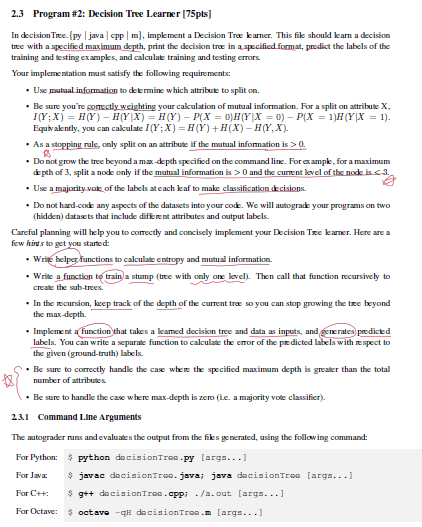 2.3 Program #2: Decision Tree Learner [75pts]
In decisionTree.{py | java | cpp | m}, implement a Decision Tree learner. This file should learn a decision
tree with a specified maximum depth, print the decision tree in a specified format, predict the labels of the
training and testing examples, and calculate training and testing errors.
Your implementation must satisfy the following requirements:
• Use mutual information to determine which attribute to split on.
• Be sure you're correctly weighting your calculation of mutual information. For a split on attribute X,
I(Y; X) = H(Y) − H(Y|X) = H(Y) − P(X = 0)H(Y|X = 0) − P(X = 1)H(Y|X = 1).
Equivalently, you can calculate I(Y; X) = H(Y) + H(X) − H(Y, X).
• As a stopping rule, only split on an attribute if the mutual information is > 0.
• Do not grow the tree beyond a max-depth specified on the command line. For example, for a maximum
depth of 3, split a node only if the mutual information is > 0 and the current level of the node is < 3.
• Use a majority vote of the labels at each leaf to make classification decisions.
• Do not hard-code any aspects of the datasets into your code. We will autograde your programs on two
(hidden) datasets that include different attributes and output labels.
Careful planning will help you to correctly and concisely implement your Decision Tree learner. Here are a
few hints to get you started:
• Write helper functions to calculate entropy and mutual information.
• Write a function to train a stump (tree with only one level). Then call that function recursively to
create the sub-trees.
• In the recursion, keep track of the depth of the current tree so you can stop growing the tree beyond
the max-depth.
• Implement a function that takes a learned decision tree and data as inputs, and generates predicted
labels. You can write a separate function to calculate the error of the predicted labels with respect to
the given (ground-truth) labels.
• Be sure to correctly handle the case where the specified maximum depth is greater than the total
number of attributes.
• Be sure to handle the case where max-depth is zero (i.e. a majority vote classifier).
2.3.1 Command Line Arguments
The autograder runs and evaluates the output from the files generated, using the following command:
For Python: $ python decisionTree.py [args...]
For Java: $ javac decisionTree.java; java decisionTree [args...]
For C++: $ g++ decisionTree.cpp; ./a.out [args...]
For Octave: $ octave -qH decisionTree.m [args...]